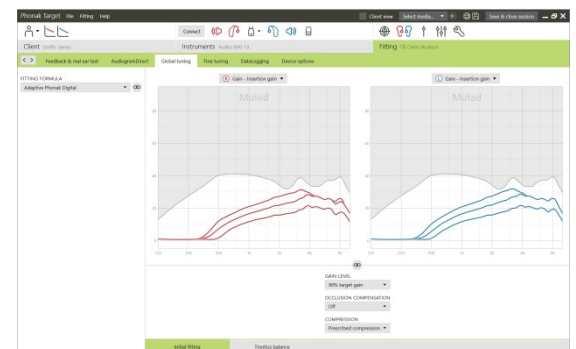 Phonak Target File Fitting Help
Client view Select media... Save & close session
Connect
Client Smith, James
Instruments Audéo B90-13
Fitting
Feedback & real ear test AudiogramDirect Global tuning Fine tuning DataLogging Device options
FITTING FORMULA
Adaptive Phonak Digital
R Gain - Insertion gain
L Gain - Insertion gain
Muted
Muted
GAIN LEVEL
90% target gain
OCCLUSION COMPENSATION
Off
COMPRESSION
Prescribed compression
Initial fitting Tinnitus balance